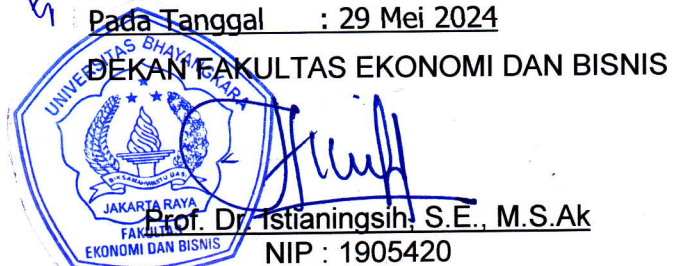 Pada Tanggal : 29 Mei 2024
DEKAN FAKULTAS EKONOMI DAN BISNIS
UNIVERSITAS BHAYANGKARA
JAKARTA RAYA
FAKULTAS
EKONOMI DAN BISNIS
Prof. Dr. Istianingsih, S.E., M.S.Ak
NIP : 1905420